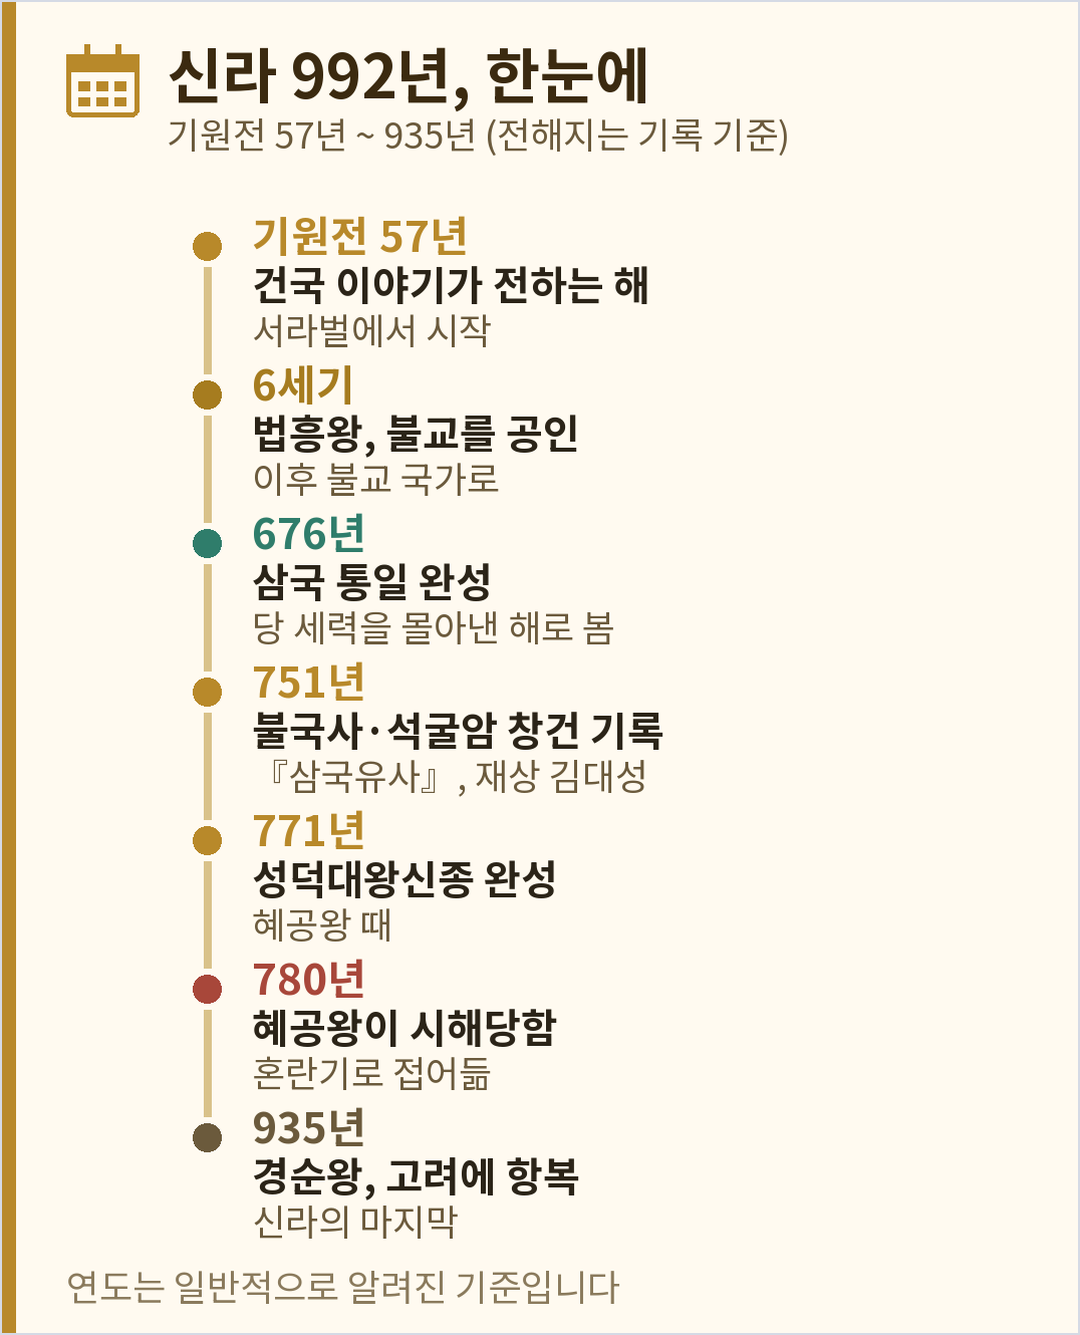 신라 992년, 한눈에
기원전 57년 ~ 935년 (전해지는 기록 기준)
기원전 57년
건국 이야기가 전하는 해
서라벌에서 시작
6세기
법흥왕, 불교를 공인
이후 불교 국가로
676년
삼국 통일 완성
당 세력을 몰아낸 해로 봄
751년
불국사·석굴암 창건 기록
『삼국유사』, 재상 김대성
771년
성덕대왕신종 완성
혜공왕 때
780년
혜공왕이 시해당함
혼란기로 접어듦
935년
경순왕, 고려에 항복
신라의 마지막
연도는 일반적으로 알려진 기준입니다